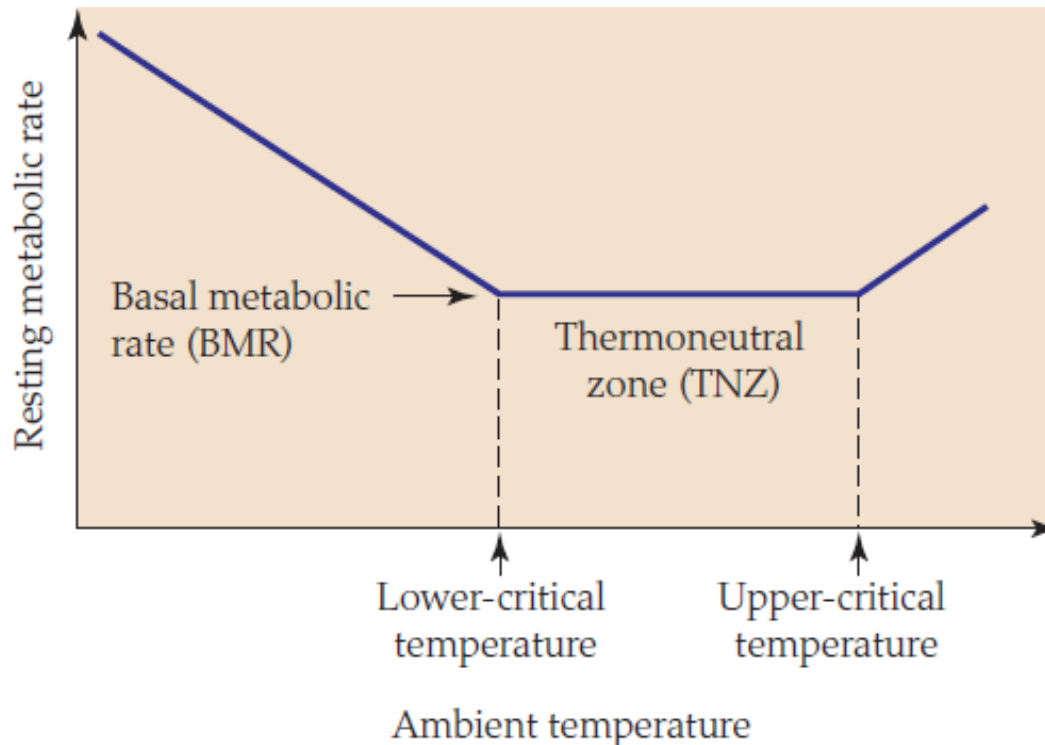 Resting metabolic rate
Basal metabolic
rate (BMR)
Thermoneutral
zone (TNZ)
Lower-critical
temperature
Upper-critical
temperature
Ambient temperature